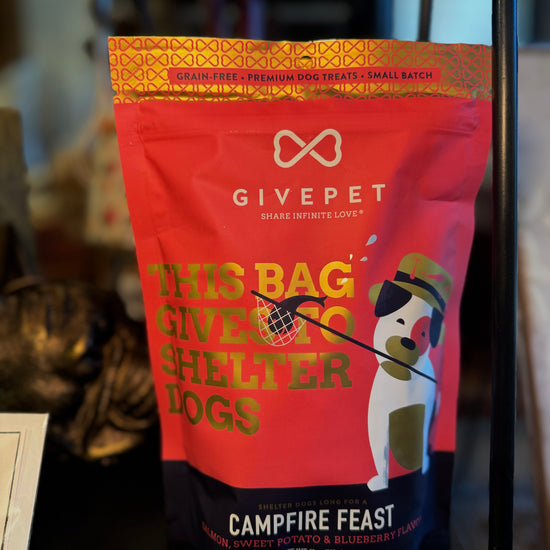 GRAIN-FREE • PREMIUM DOG TREATS • SMALL BATCH
GIVEPET
SHARE INFINITE LOVE®
THIS BAG
GIVES TO
SHELTER
DOGS
SHELTER DOGS LONG FOR A
CAMPFIRE FEAST
SALMON, SWEET POTATO & BLUEBERRY FLAVOR